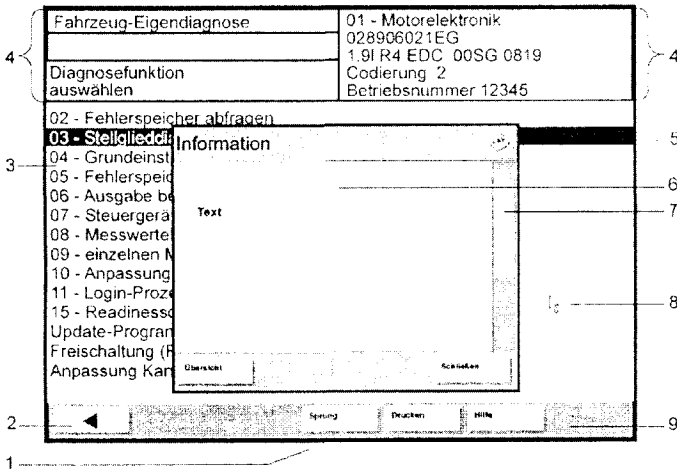 Fahrzeug-Eigendiagnose
Diagnosefunktion
auswählen
01 - Motorelektronik
028906021EG
1.9l R4 EDC 00SG 0819
Codierung 2
Betriebsnummer 12345
4
4
02 - Fehlerspeicher abfragen
03 - Stellglieddi
04 - Grundeinst
05 - Fehlerspeic
06 - Ausgabe be
07 - Steuergerä
08 - Messwerte
09 - einzelnen M
10 - Anpassung
11 - Login-Proze
15 - Readinessc
Update-Program
Freischaltung (F
Anpassung Kan
Information
Text
Übersicht
Schließen
3
5
6
7
8
Sprung
Drucken
Hilfe
2
9
1